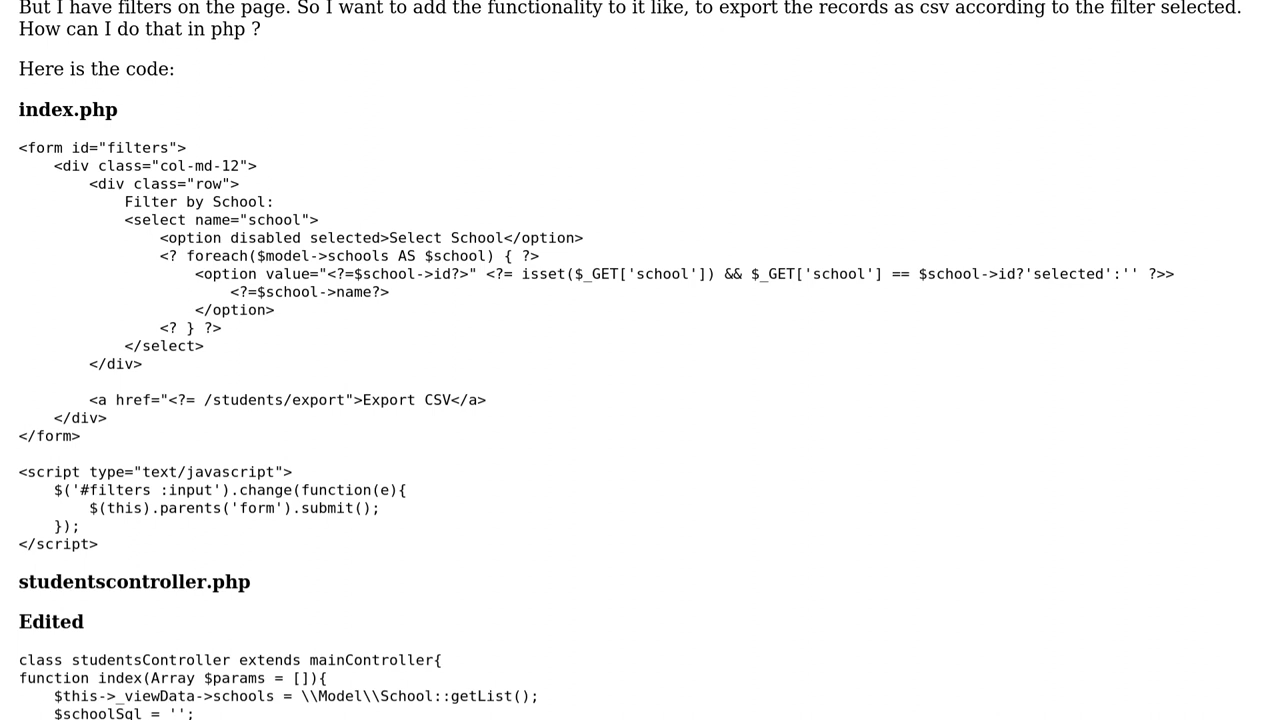 But I have filters on the page. So I want to add the functionality to it like, to export the records as csv according to the filter selected.
How can I do that in php ?
Here is the code:
index.php
<form id="filters">
    <div class="col-md-12">
        <div class="row">
            Filter by School:
            <select name="school">
                <option disabled selected>Select School</option>
                <? foreach($model->schools AS $school) { ?>
                    <option value="<?=$school->id?>" <?= isset($_GET['school']) && $_GET['school'] == $school->id?'selected':'' ?>>
                        <?=$school->name?>
                    </option>
                <? } ?>
            </select>
        </div>
        <a href="<?= /students/export">Export CSV</a>
    </div>
</form>
<script type="text/javascript">
    $('#filters :input').change(function(e){
        $(this).parents('form').submit();
    });
</script>
studentscontroller.php
Edited
class studentsController extends mainController{
function index(Array $params = []){
    $this->_viewData->schools = \\Model\\School::getList();
    $schoolSql = '';